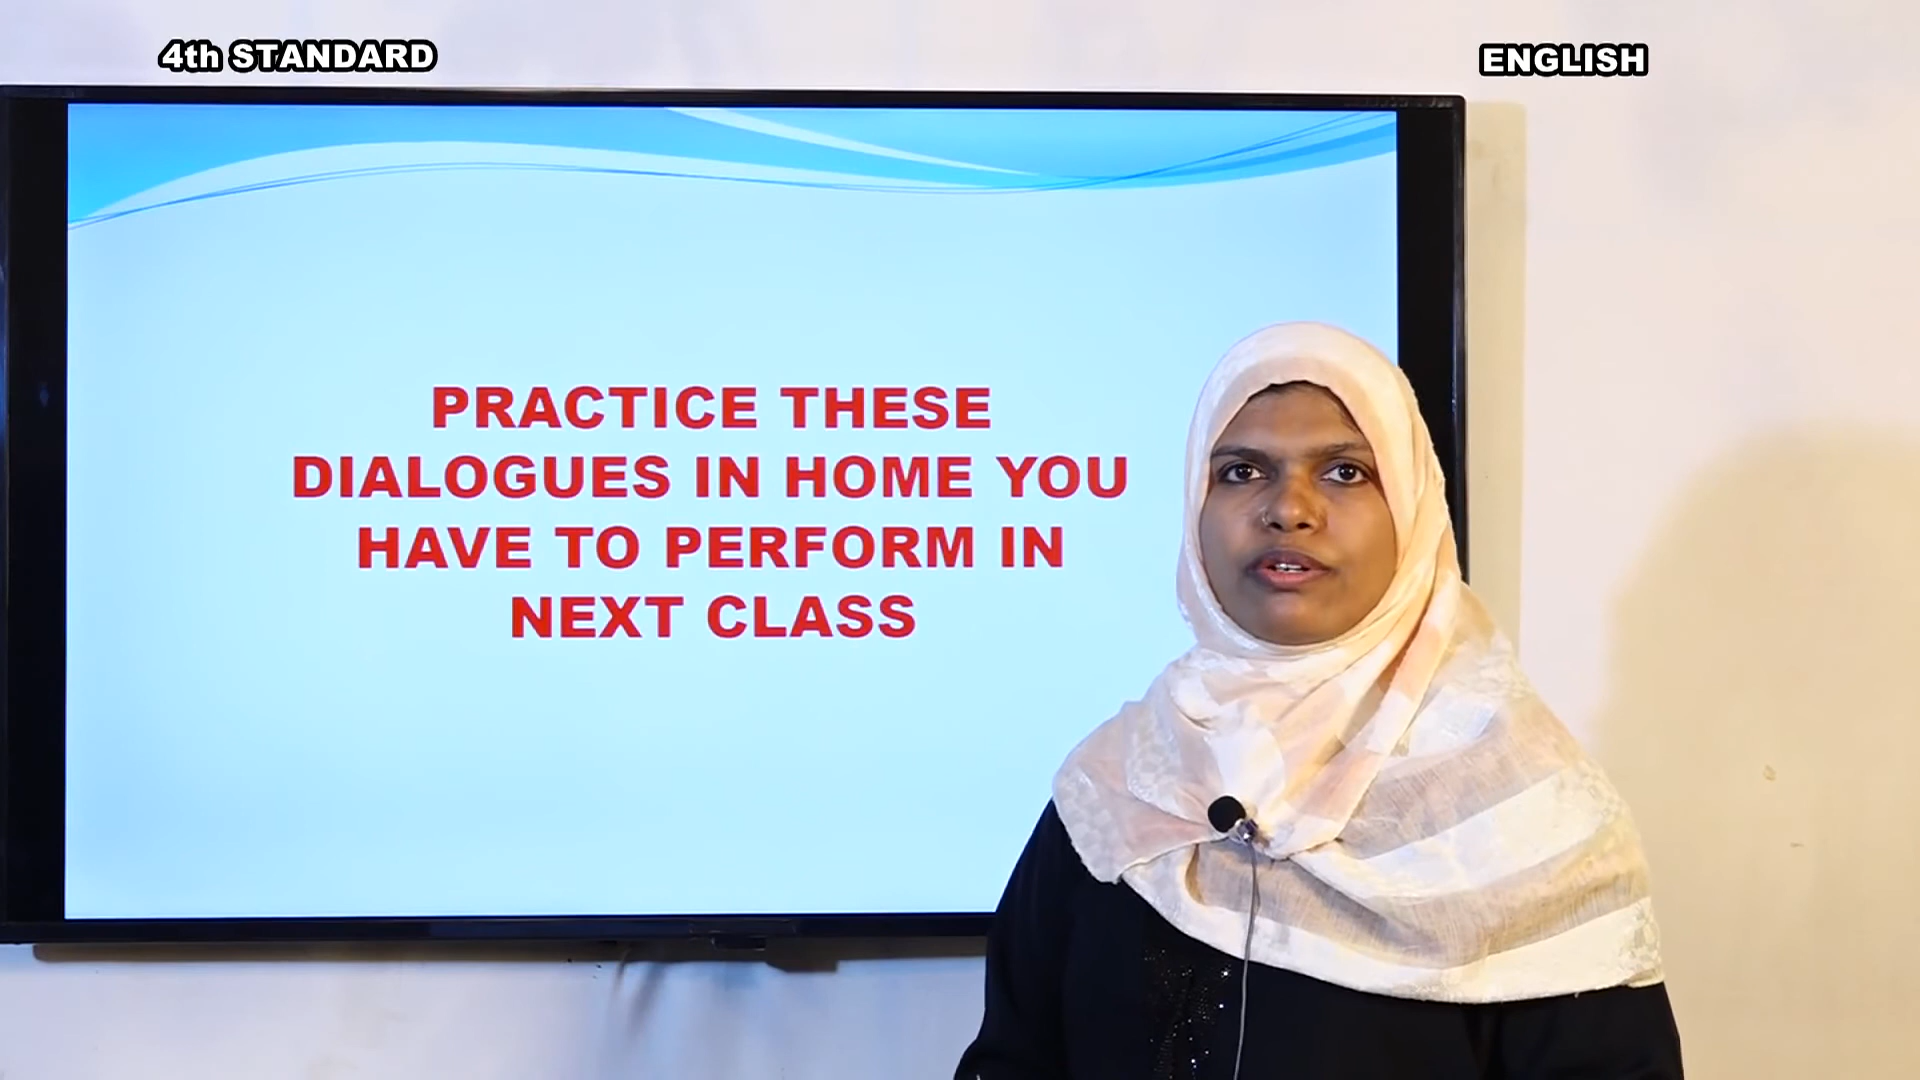 4th STANDARD
ENGLISH
PRACTICE THESE
DIALOGUES IN HOME YOU
HAVE TO PERFORM IN
NEXT CLASS